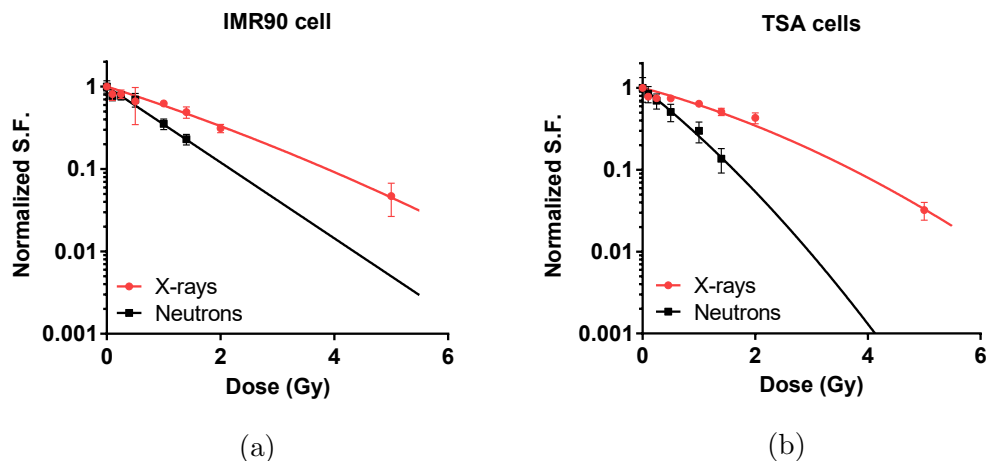 IMR90 cell
Normalized S.F.
1
0.1
0.01
0.001
X-rays
Neutrons
0 2 4 6
Dose (Gy)
(a)
TSA cells
Normalized S.F.
1
0.1
0.01
0.001
X-rays
Neutrons
0 2 4 6
Dose (Gy)
(b)